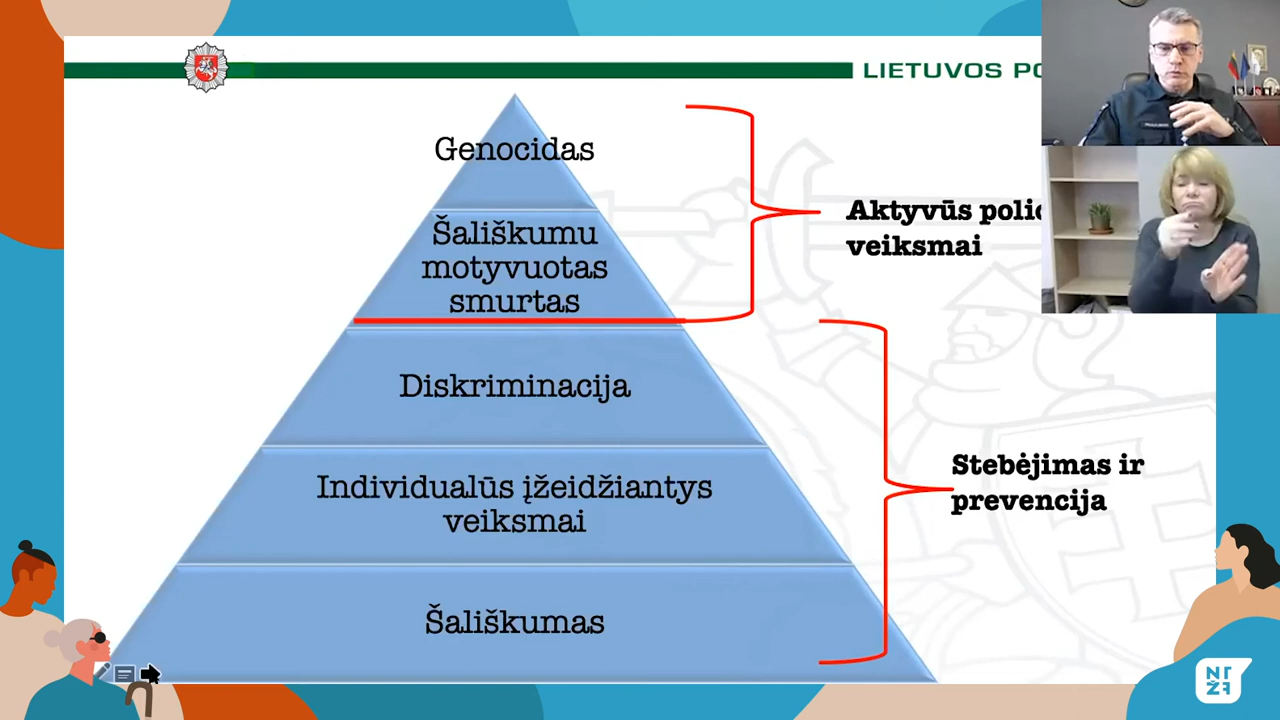 LIETUVOS PO
Genocidas
Šališkumu
motyvuotas
smurtas
Aktyvūs polic
veiksmai
Diskriminacija
Individualūs įžeidžiantys
veiksmai
Stebėjimas ir
prevencija
Šališkumas